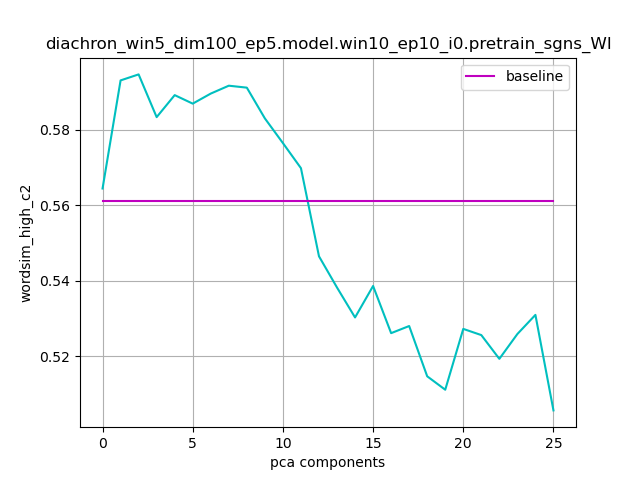 diachron_win5_dim100_ep5.model.win10_ep10_i0.pretrain_sgns_WI
baseline
0.58
0.56
0.54
0.52
wordsim_high_c2
0 5 10 15 20 25
pca components